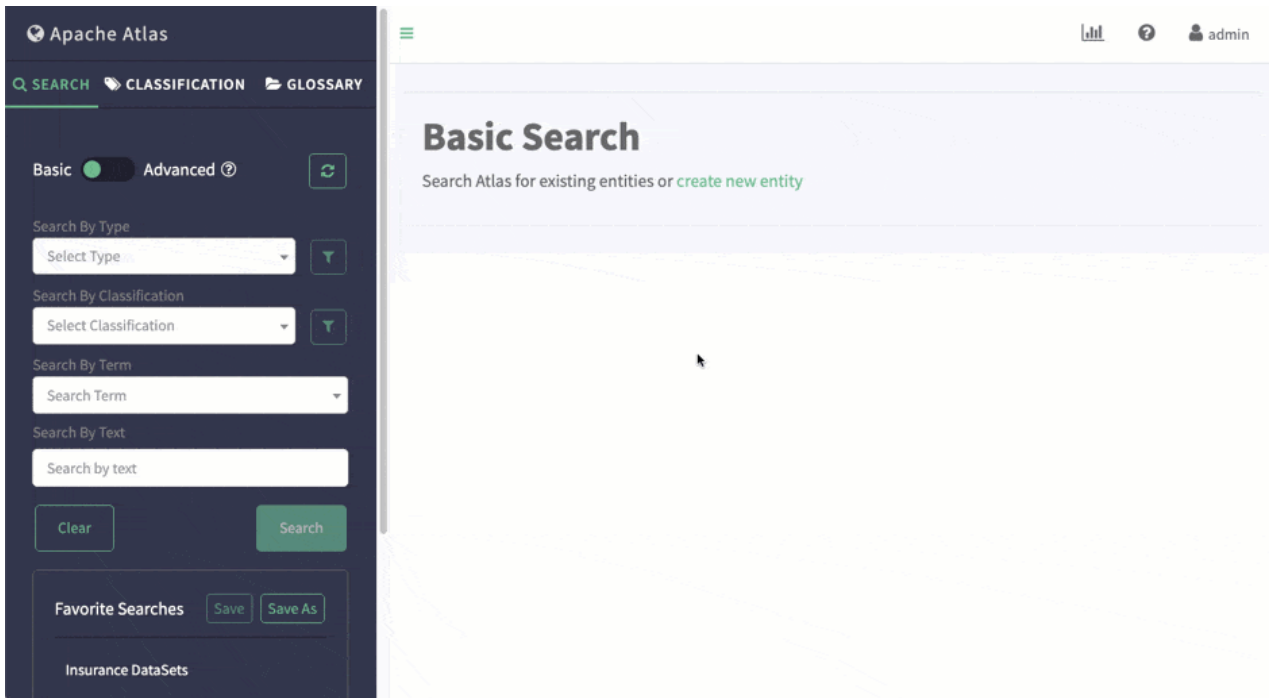 Apache Atlas
admin
SEARCH CLASSIFICATION GLOSSARY
Basic Search
Search Atlas for existing entities or create new entity
Basic Advanced
Search By Type
Select Type
Search By Classification
Select Classification
Search By Term
Search Term
Search By Text
Search by text
Clear Search
Favorite Searches Save Save As
Insurance DataSets